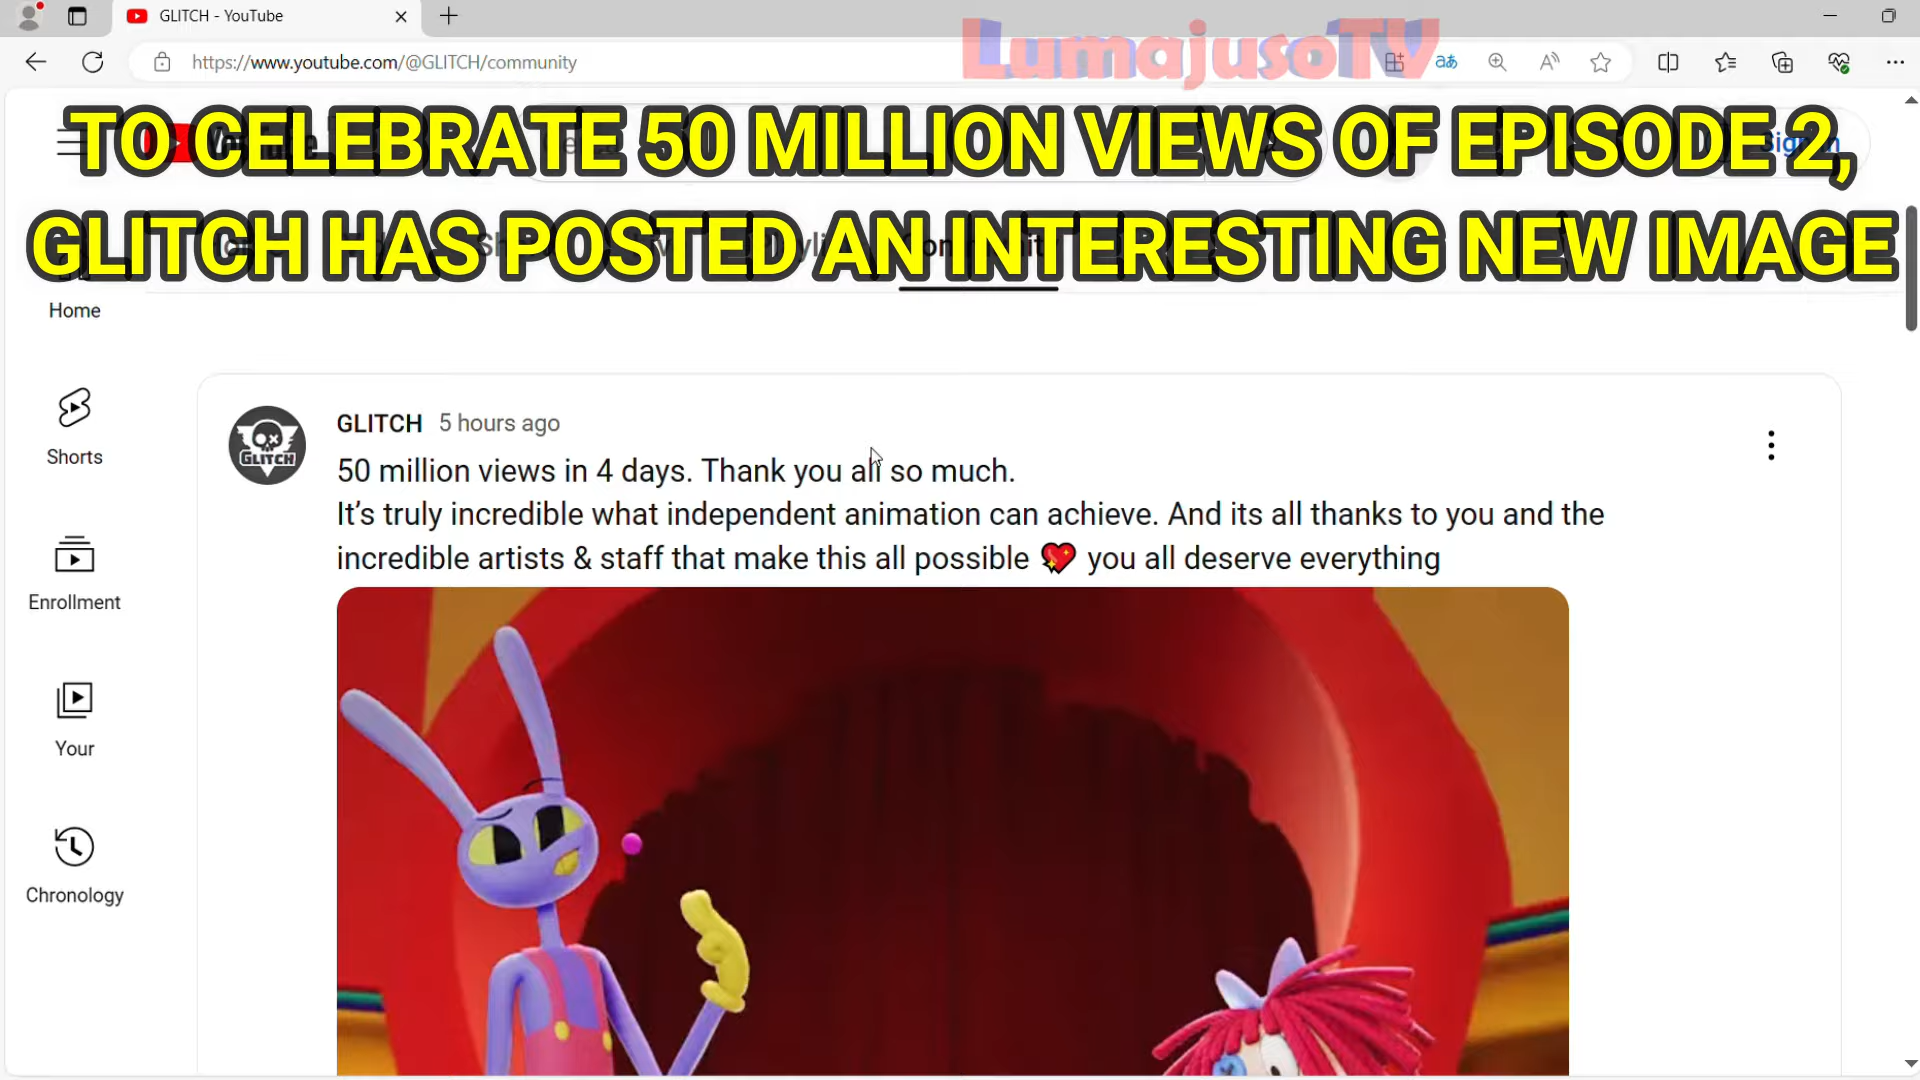 GLITCH - YouTube
LumajusoTV
https://www.youtube.com/@GLITCH/community
TO CELEBRATE 50 MILLION VIEWS OF EPISODE 2,
GLITCH HAS POSTED AN INTERESTING NEW IMAGE
Home
Shorts
Enrollment
Your
Chronology
GLITCH
GLITCH 5 hours ago
50 million views in 4 days. Thank you all so much.
It’s truly incredible what independent animation can achieve. And its all thanks to you and the
incredible artists & staff that make this all possible 💖 you all deserve everything